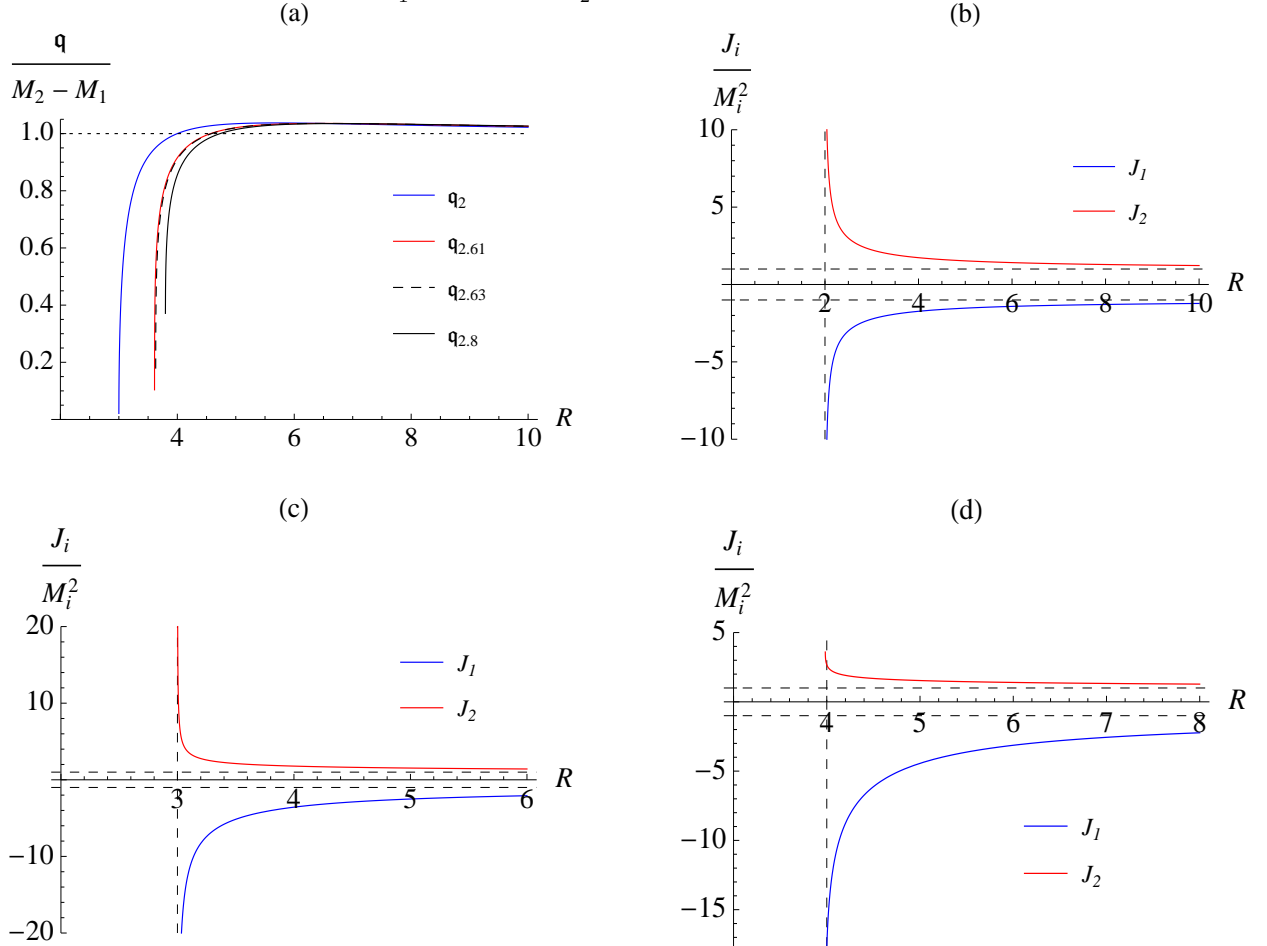 (a)
𝔮
M₂ − M₁
1.0
0.8
0.6
0.4
0.2
4 6 8 10
R
𝔮₂
𝔮₂.₆₁
𝔮₂.₆₃
𝔮₂.₈
(b)
Jᵢ
Mᵢ²
10
5
−5
−10
2 4 6 8 10
R
J₁
J₂
(c)
Jᵢ
Mᵢ²
20
10
−10
−20
3 4 5 6
R
J₁
J₂
(d)
Jᵢ
Mᵢ²
5
−5
−10
−15
4 5 6 7 8
R
J₁
J₂